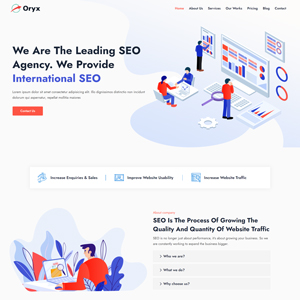 Oryx
Home About Us Services Our Works Pricing Blog Contact
We Are The Leading SEO
Agency. We Provide
International SEO
Lorem ipsum dolor sit amet consectetur adipisicing elit.
Contact Us
Increase Enquiries & Sales
Improve Website Usability
Increase Website Traffic
SEO Is The Process Of Growing The
Quality And Quantity Of Website Traffic
SEO is no longer just about performance. It's about growing your business. So we
are constantly working to expand the business bigger.
Who we are?
What we do?
Why choose us?